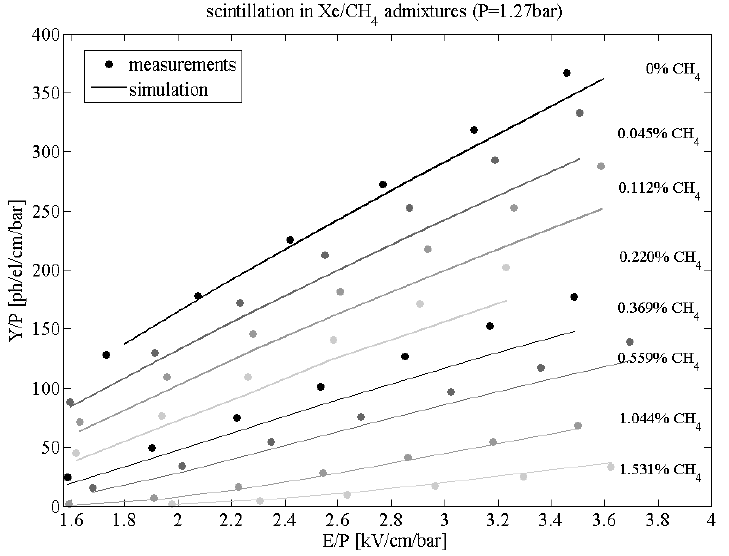 scintillation in Xe/CH4 admixtures (P=1.27bar)
400
350
300
250
200
150
100
50
0
Y/P [ph/el/cm/bar]
measurements
simulation
0% CH4
0.045% CH4
0.112% CH4
0.220% CH4
0.369% CH4
0.559% CH4
1.044% CH4
1.531% CH4
1.6 1.8 2 2.2 2.4 2.6 2.8 3 3.2 3.4 3.6 3.8 4
E/P [kV/cm/bar]